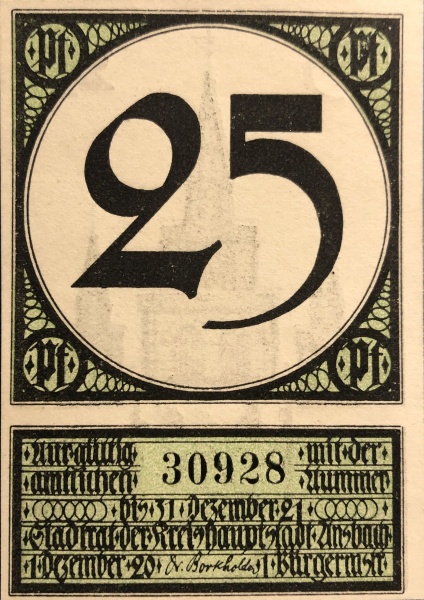 Pf Pf
25
Pf Pf
Nur gültig 30928 mit der
amtlichen Nummer
bis 31 Dezember 21
Stadtrat der Kreishauptstadt Ansbach
1 Dezember 20 Dr. Borkholder 1 Bürgermstr